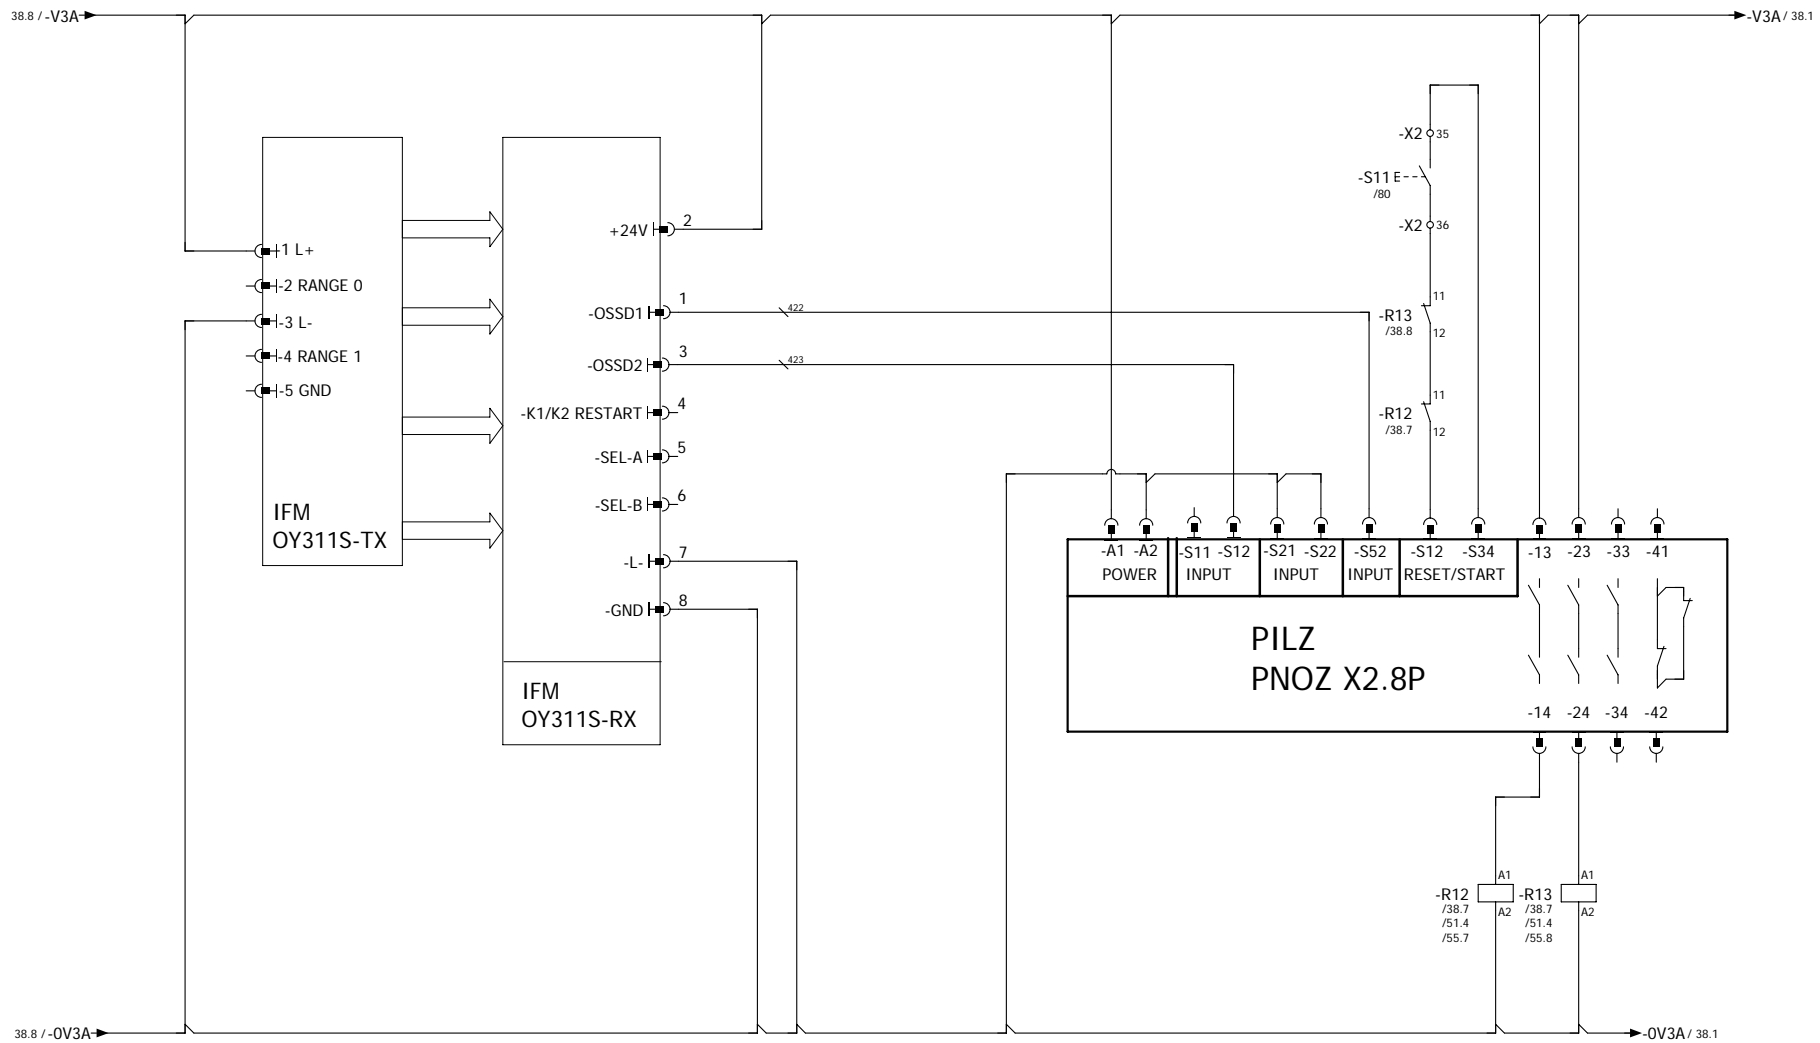 38.8 / -V3A
-V3A / 38.1
-X2 35
-S11 E
/80
-X2 36
11
-R13
/38.8
12
11
-R12
/38.7
12
-1 L+
-2 RANGE 0
-3 L-
-4 RANGE 1
-5 GND
IFM
OY311S-TX
+24V 2
-OSSD1 1
422
-OSSD2 3
423
-K1/K2 RESTART 4
-SEL-A 5
-SEL-B 6
-L- 7
-GND 8
IFM
OY311S-RX
-A1 -A2 -S11 -S12 -S21 -S22 -S52 -S12 -S34 -13 -23 -33 -41
POWER INPUT INPUT INPUT RESET/START
PILZ
PNOZ X2.8P
-14 -24 -34 -42
A1 A1
-R12 -R13
/38.7 /38.7
A2 A2
/51.4 /51.4
/55.7 /55.8
38.8 / -0V3A
-0V3A / 38.1